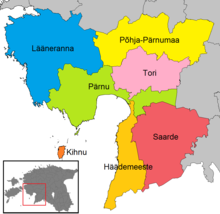 Lääneranna
Põhja-Pärnumaa
Tori
Pärnu
Saarde
Kihnu
Häädemeeste